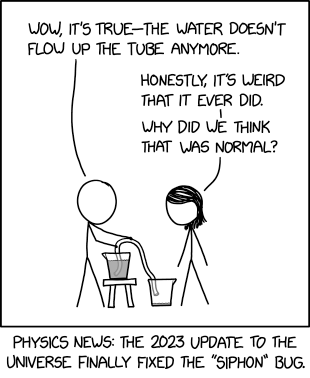 WOW, IT'S TRUE—THE WATER DOESN'T
FLOW UP THE TUBE ANYMORE.
HONESTLY, IT'S WEIRD
THAT IT EVER DID.
WHY DID WE THINK
THAT WAS NORMAL?
PHYSICS NEWS: THE 2023 UPDATE TO THE
UNIVERSE FINALLY FIXED THE "SIPHON" BUG.